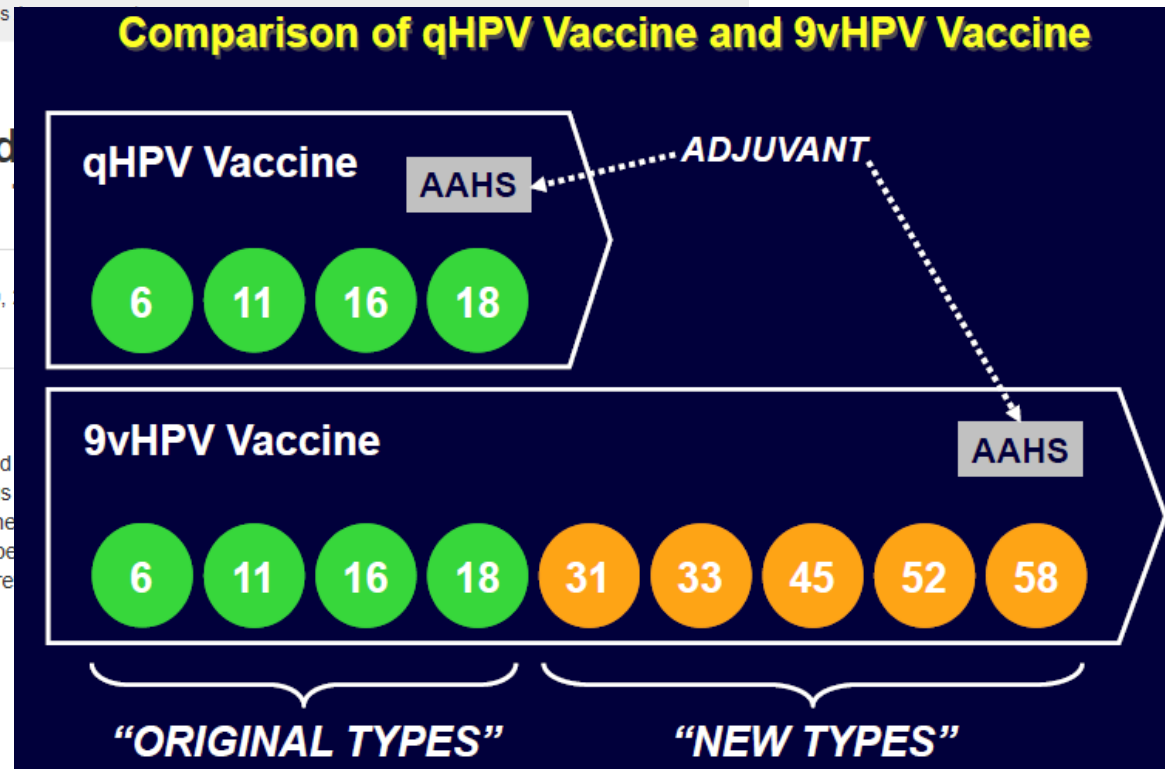 Comparison of qHPV Vaccine and 9vHPV Vaccine
qHPV Vaccine
AAHS
ADJUVANT
6 11 16 18
9vHPV Vaccine
AAHS
6 11 16 18 31 33 45 52 58
“ORIGINAL TYPES” “NEW TYPES”